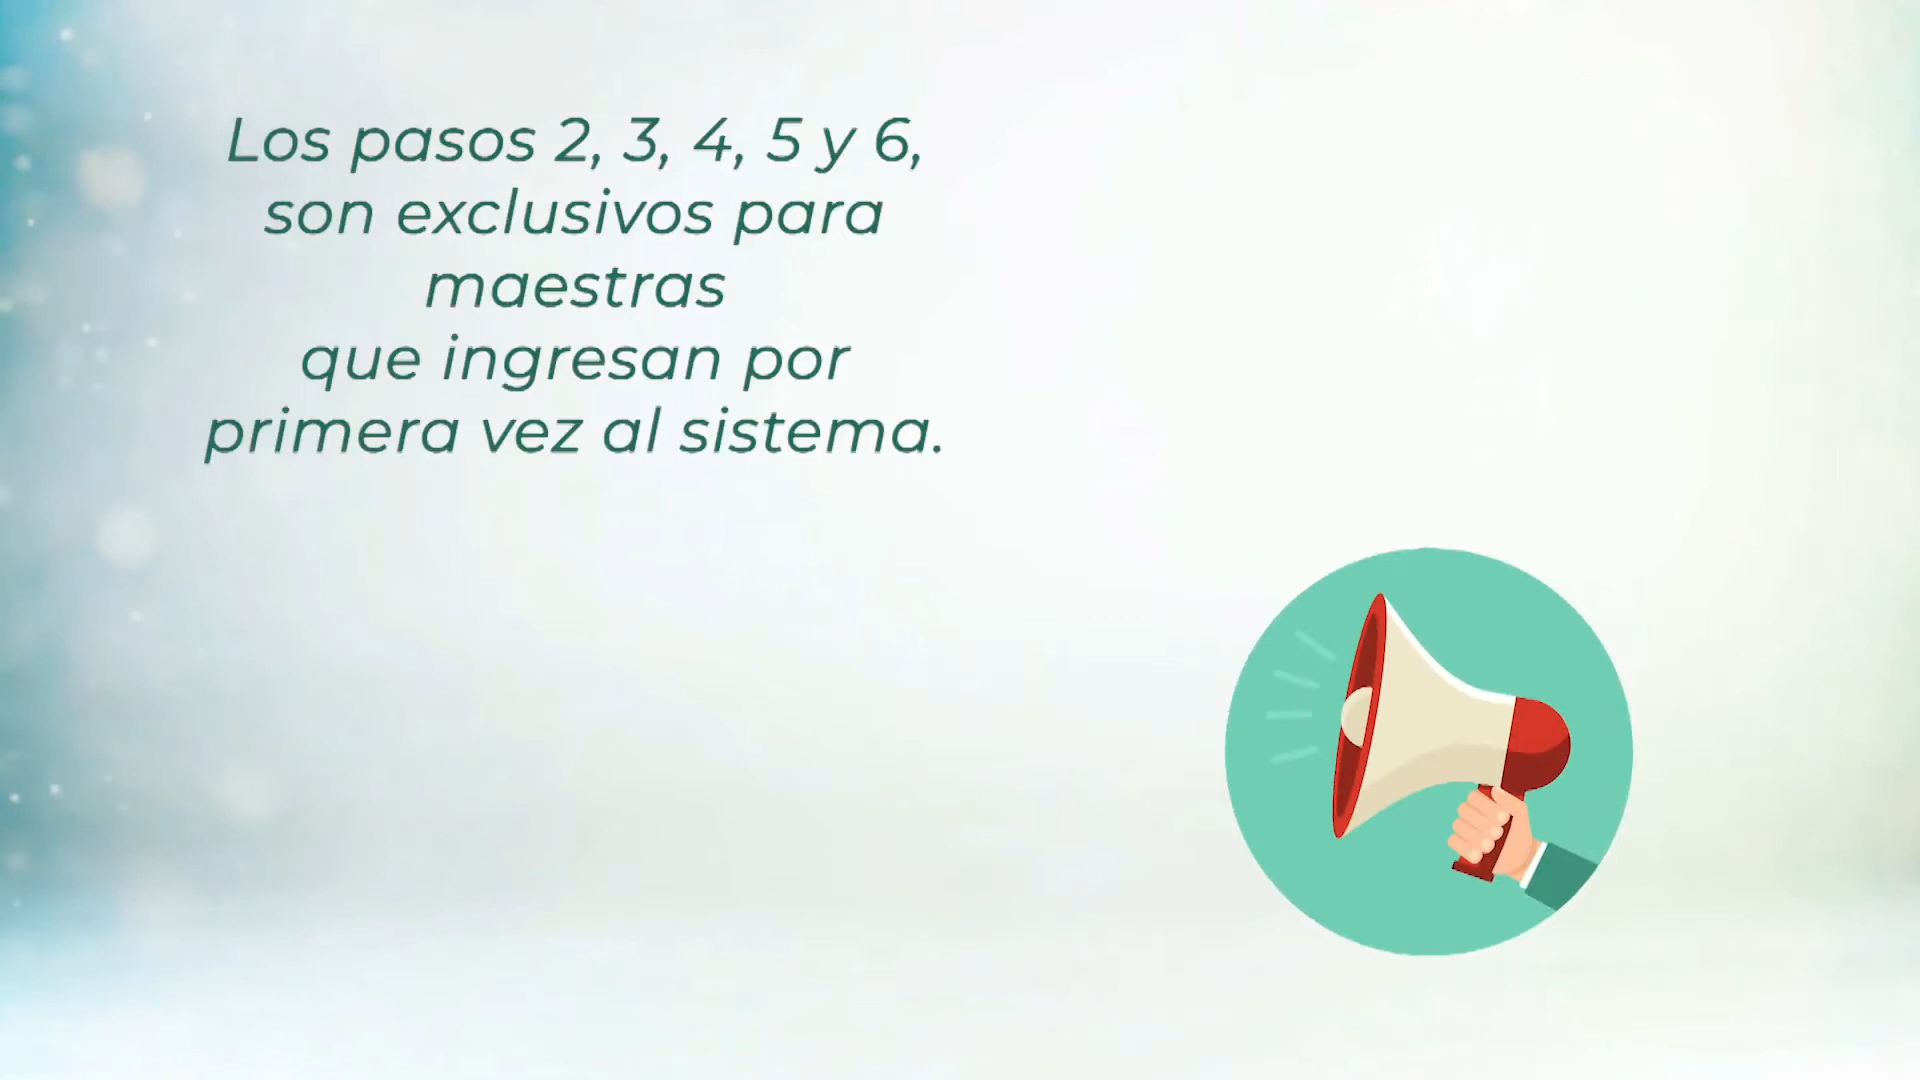 Los pasos 2, 3, 4, 5 y 6,
son exclusivos para
maestras
que ingresan por
primera vez al sistema.